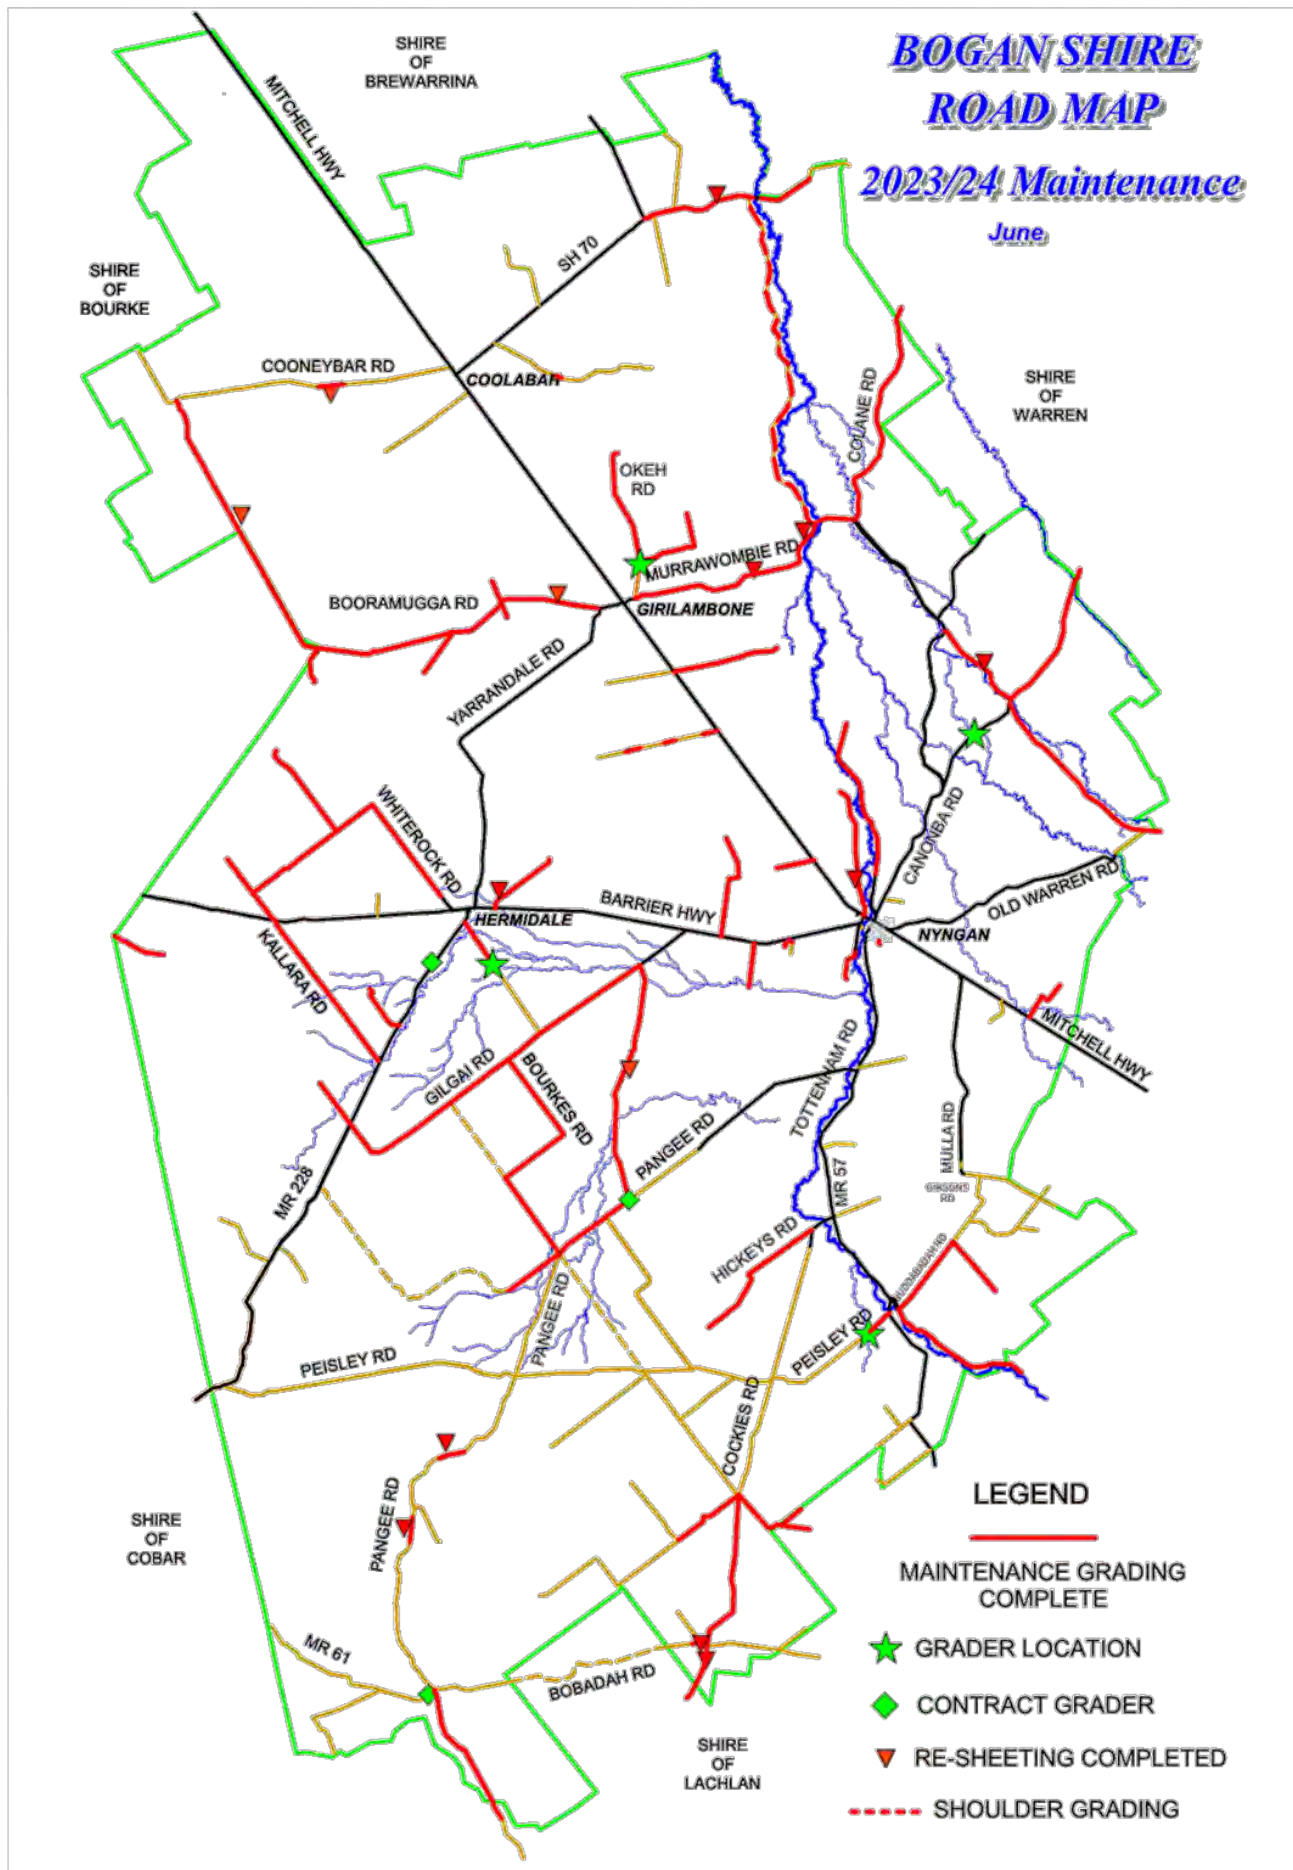 BOGAN SHIRE
ROAD MAP
2023/24 Maintenance
June
SHIRE
OF
BREWARRINA
MITCHELL HWY
SHIRE
OF
BOURKE
SH 70
COONEYBAR RD
COOLABAH
SHIRE
OF
WARREN
COLANE RD
OKEH
RD
MURRAWOMBIE RD
BOORAMUGGA RD
GIRILAMBONE
YARRANDALE RD
WHITEROCK RD
CANONBA RD
BARRIER HWY
OLD WARREN RD
HERMIDALE
NYNGAN
KALLARA RD
MITCHELL HWY
GILGAI RD
BOURKES RD
TOTTENHAM RD
PANGEE RD
MULLA RD
MR 57
GIBSONS
RD
MR 228
HICKEYS RD
BUDDABADAH RD
PANGEE RD
PEISLEY RD
PEISLEY RD
COCKIES RD
PANGEE RD
SHIRE
OF
COBAR
MR 61
BOBADAH RD
SHIRE
OF
LACHLAN
LEGEND
MAINTENANCE GRADING
COMPLETE
GRADER LOCATION
CONTRACT GRADER
RE-SHEETING COMPLETED
SHOULDER GRADING